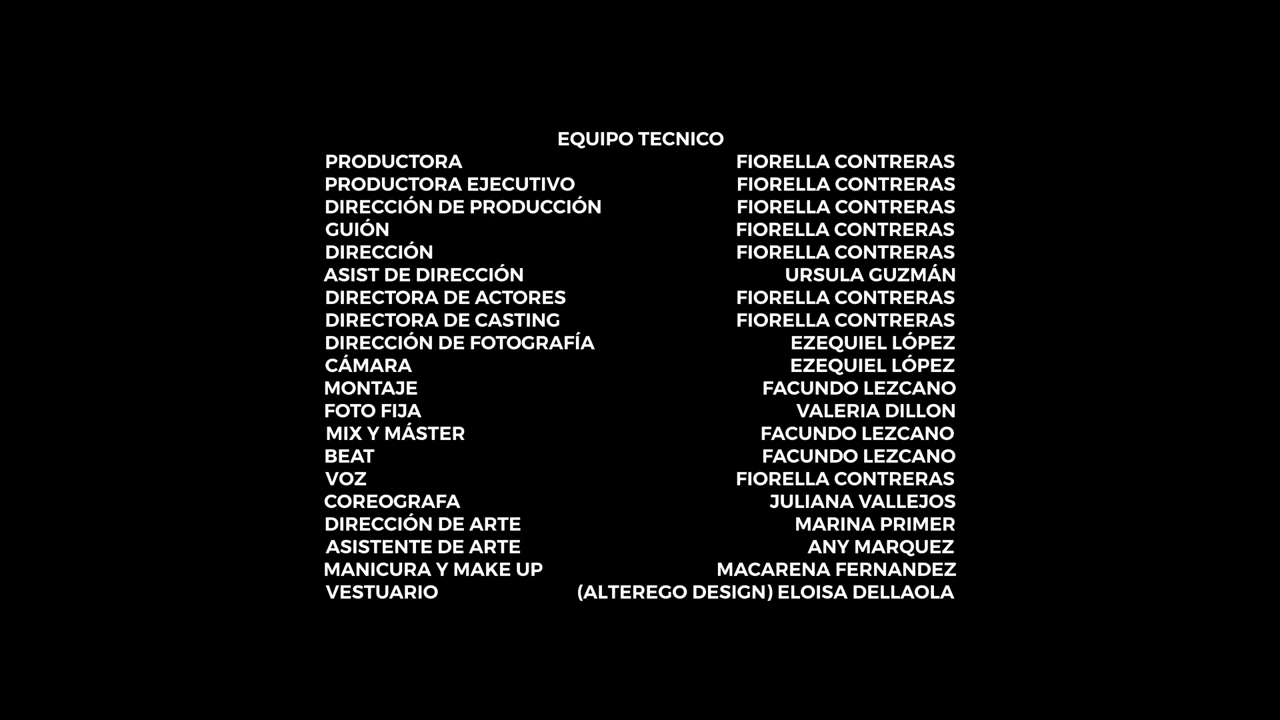 EQUIPO TECNICO
PRODUCTORA FIORELLA CONTRERAS
PRODUCTORA EJECUTIVO FIORELLA CONTRERAS
DIRECCIÓN DE PRODUCCIÓN FIORELLA CONTRERAS
GUIÓN FIORELLA CONTRERAS
DIRECCIÓN FIORELLA CONTRERAS
ASIST DE DIRECCIÓN URSULA GUZMÁN
DIRECTORA DE ACTORES FIORELLA CONTRERAS
DIRECTORA DE CASTING FIORELLA CONTRERAS
DIRECCIÓN DE FOTOGRAFÍA EZEQUIEL LÓPEZ
CÁMARA EZEQUIEL LÓPEZ
MONTAJE FACUNDO LEZCANO
FOTO FIJA VALERIA DILLON
MIX Y MÁSTER FACUNDO LEZCANO
BEAT FACUNDO LEZCANO
VOZ FIORELLA CONTRERAS
COREOGRAFA JULIANA VALLEJOS
DIRECCIÓN DE ARTE MARINA PRIMER
ASISTENTE DE ARTE ANY MARQUEZ
MANICURA Y MAKE UP MACARENA FERNANDEZ
VESTUARIO (ALTEREGO DESIGN) ELOISA DELLAOLA